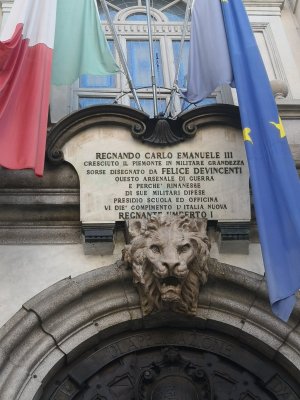 REGNANDO CARLO EMANUELE III
CRESCIUTO IL PIEMONTE IN MILITARE GRANDEZZA
SORSE DISEGNATO DA FELICE DEVINCENTI
QUESTO ARSENALE DI GUERRA
E PERCHÈ RIMANESSE
DI SUE MILITARI DIFESE
PRESIDIO SCUOLA ED OFFICINA
VI DIE' COMPIMENTO L'ITALIA NUOVA
REGNANTE UMBERTO I